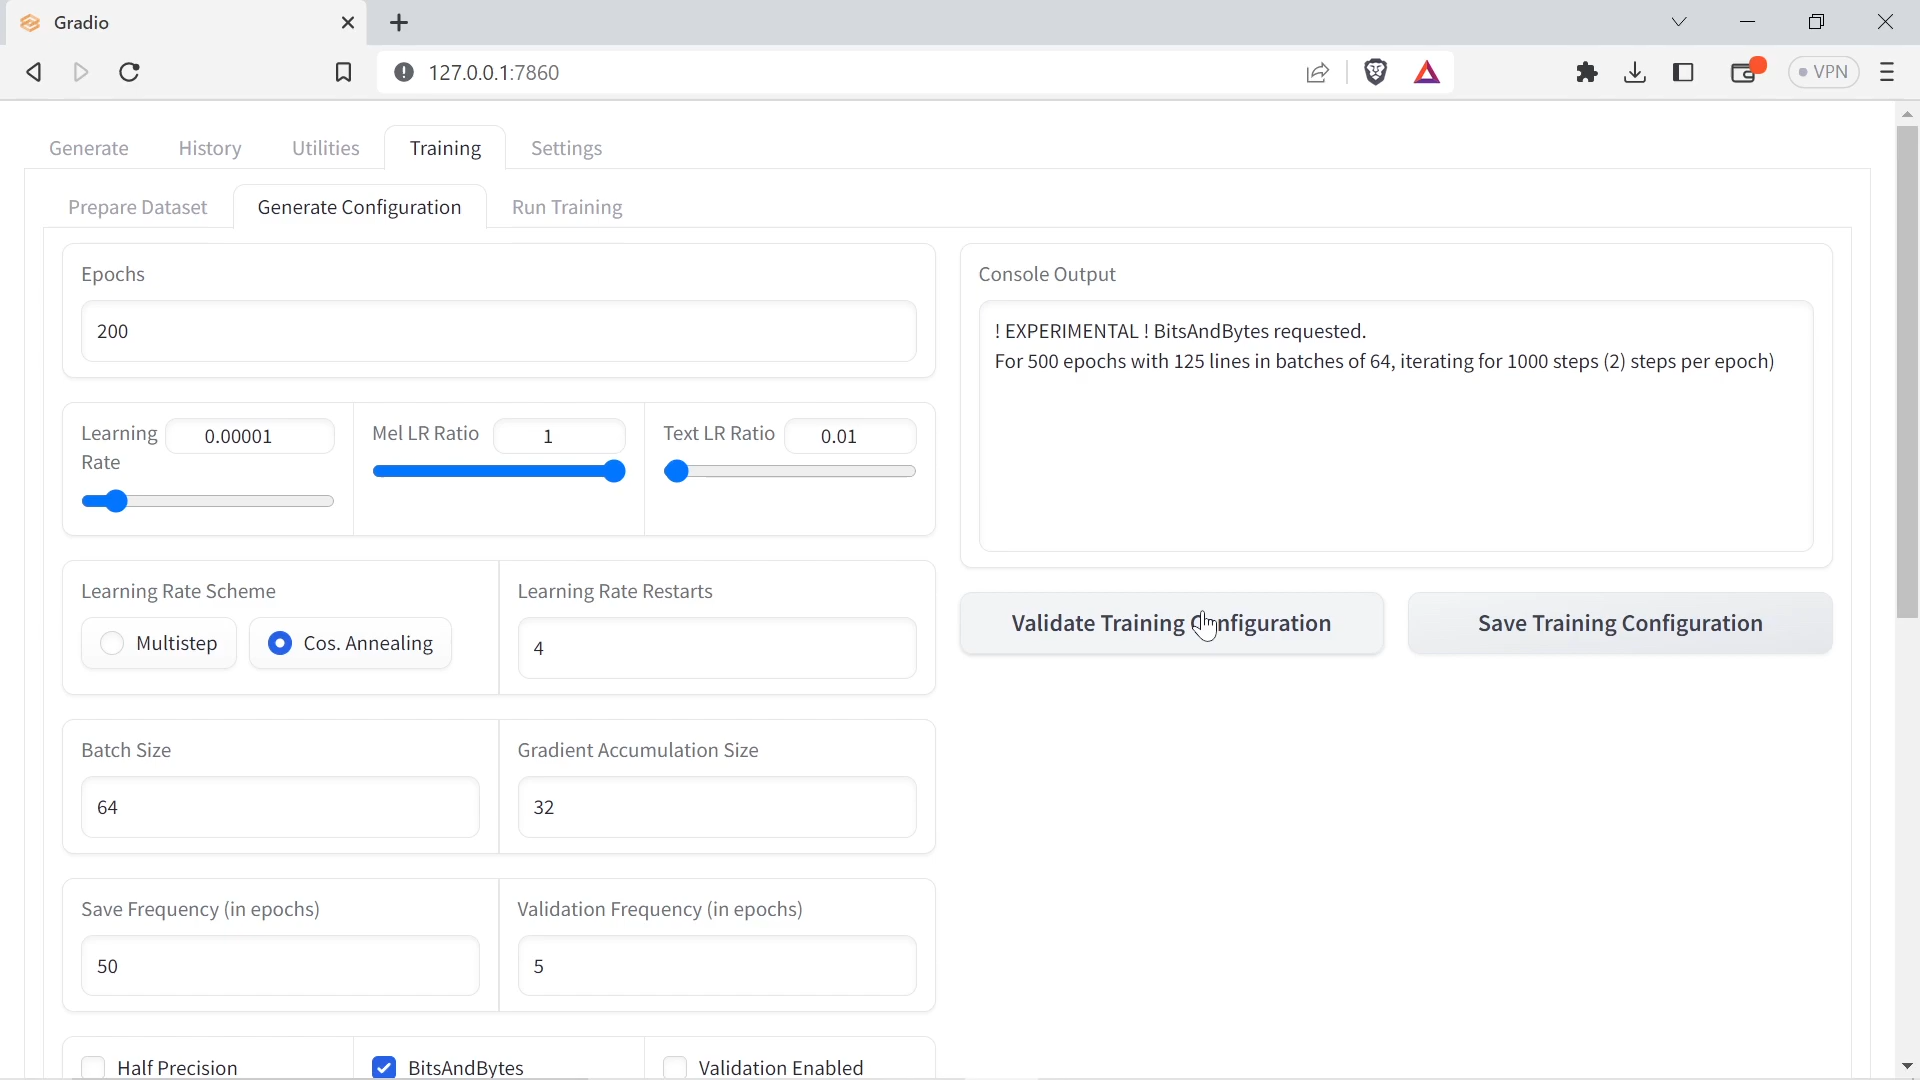 Gradio
127.0.0.1:7860
VPN
Generate
History
Utilities
Training
Settings
Prepare Dataset
Generate Configuration
Run Training
Epochs
200
Learning
Rate
0.00001
Mel LR Ratio
1
Text LR Ratio
0.01
Learning Rate Scheme
Multistep
Cos. Annealing
Learning Rate Restarts
4
Batch Size
64
Gradient Accumulation Size
32
Save Frequency (in epochs)
50
Validation Frequency (in epochs)
5
Half Precision
BitsAndBytes
Validation Enabled
Console Output
! EXPERIMENTAL ! BitsAndBytes requested.
For 500 epochs with 125 lines in batches of 64, iterating for 1000 steps (2) steps per epoch)
Validate Training Configuration
Save Training Configuration